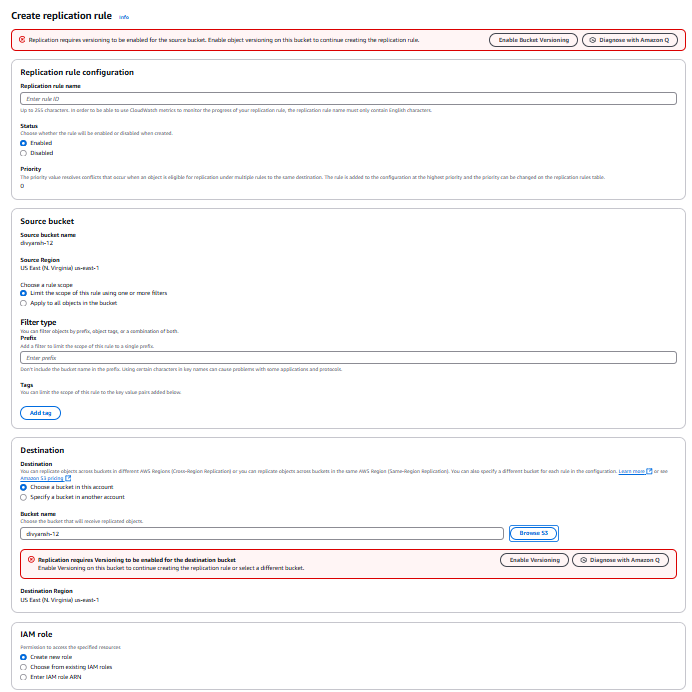 Create replication rule Info
Replication requires versioning to be enabled for the source bucket. Enable object versioning on this bucket to continue creating the replication rule.
Enable Bucket Versioning
Diagnose with Amazon Q
Replication rule configuration
Replication rule name
Enter rule ID
Up to 255 characters. In order to be able to use CloudWatch metrics to monitor the progress of your replication rule, the replication rule name must only contain English characters.
Status
Choose whether the rule will be enabled or disabled when created.
Enabled
Disabled
Priority
The priority value resolves conflicts that occur when an object is eligible for replication under multiple rules to the same destination. The rule is added to the configuration at the highest priority and the priority can be changed on the replication rules table.
0
Source bucket
Source bucket name
divyansh-12
Source Region
US East (N. Virginia) us-east-1
Choose a rule scope
Limit the scope of this rule using one or more filters
Apply to all objects in the bucket
Filter type
You can filter objects by prefix, object tags, or a combination of both.
Prefix
Add a filter to limit the scope of this rule to a single prefix.
Enter prefix
Don't include the bucket name in the prefix. Using certain characters in key names can cause problems with some applications and protocols.
Tags
You can limit the scope of this rule to the key value pairs added below.
Add tag
Destination
Destination
You can replicate objects across buckets in different AWS Regions (Cross-Region Replication) or you can replicate objects across buckets in the same AWS Region (Same-Region Replication). You can also specify a different bucket for each rule in the configuration. Learn more or see
Amazon S3 pricing
Choose a bucket in this account
Specify a bucket in another account
Bucket name
Choose the bucket that will receive replicated objects.
divyansh-12
Browse S3
Replication requires Versioning to be enabled for the destination bucket
Enable Versioning on this bucket to continue creating the replication rule or select a different bucket.
Enable Versioning
Diagnose with Amazon Q
Destination Region
US East (N. Virginia) us-east-1
IAM role
Permission to access the specified resources
Create new role
Choose from existing IAM roles
Enter IAM role ARN